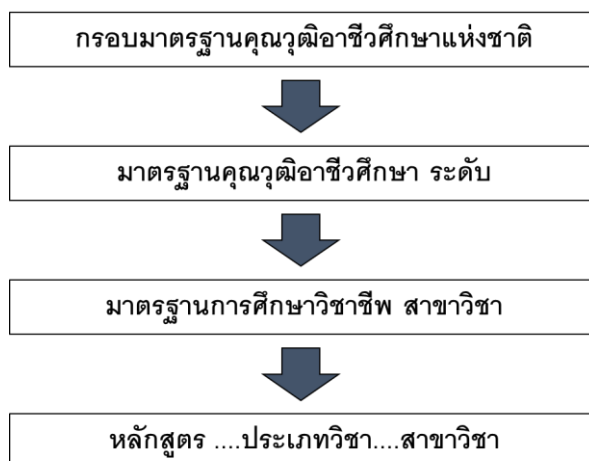 กรอบมาตรฐานคุณวุฒิอาชีวศึกษาแห่งชาติ
มาตรฐานคุณวุฒิอาชีวศึกษา ระดับ
มาตรฐานการศึกษาวิชาชีพ สาขาวิชา
หลักสูตร ....ประเภทวิชา....สาขาวิชา